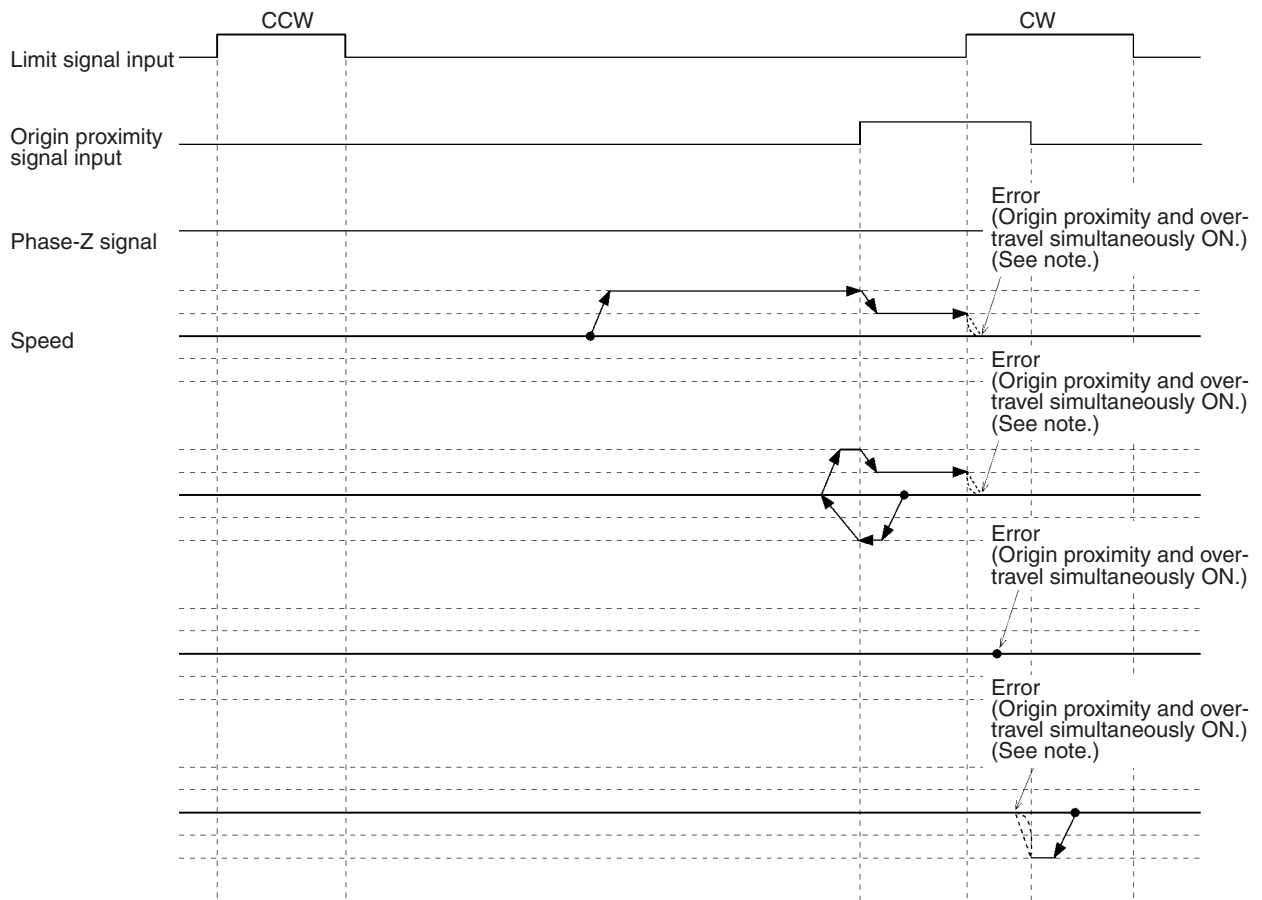 CCW
CW
Limit signal input
Origin proximity
signal input
Phase-Z signal
Error
(Origin proximity and over-
travel simultaneously ON.)
(See note.)
Speed
Error
(Origin proximity and over-
travel simultaneously ON.)
(See note.)
Error
(Origin proximity and over-
travel simultaneously ON.)
Error
(Origin proximity and over-
travel simultaneously ON.)
(See note.)